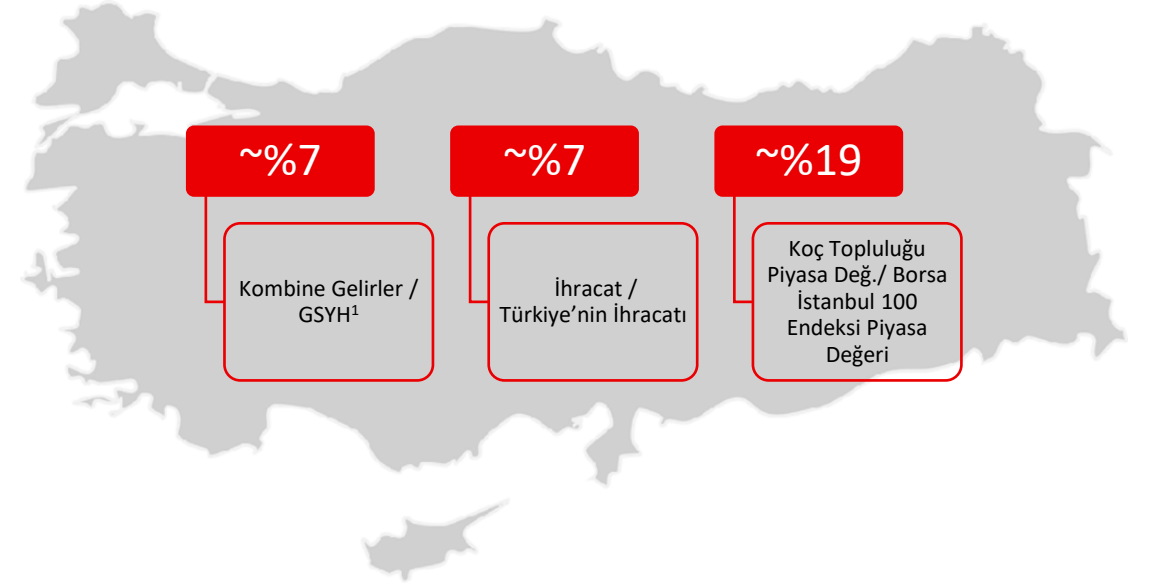 ~%7
Kombine Gelirler /
GSYH¹
~%7
İhracat /
Türkiye’nin İhracatı
~%19
Koç Topluluğu
Piyasa Değ./ Borsa
İstanbul 100
Endeksi Piyasa
Değeri